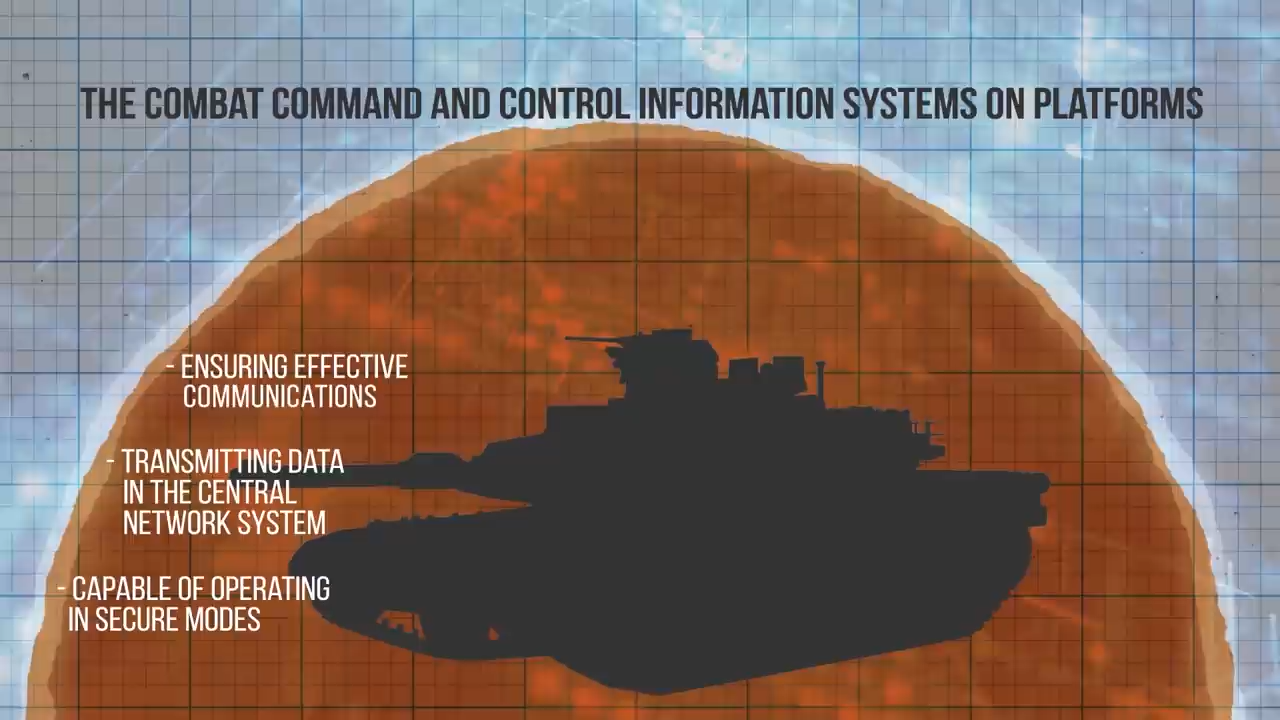 THE COMBAT COMMAND AND CONTROL INFORMATION SYSTEMS ON PLATFORMS
- ENSURING EFFECTIVE
COMMUNICATIONS
- TRANSMITTING DATA
IN THE CENTRAL
NETWORK SYSTEM
- CAPABLE OF OPERATING
IN SECURE MODES